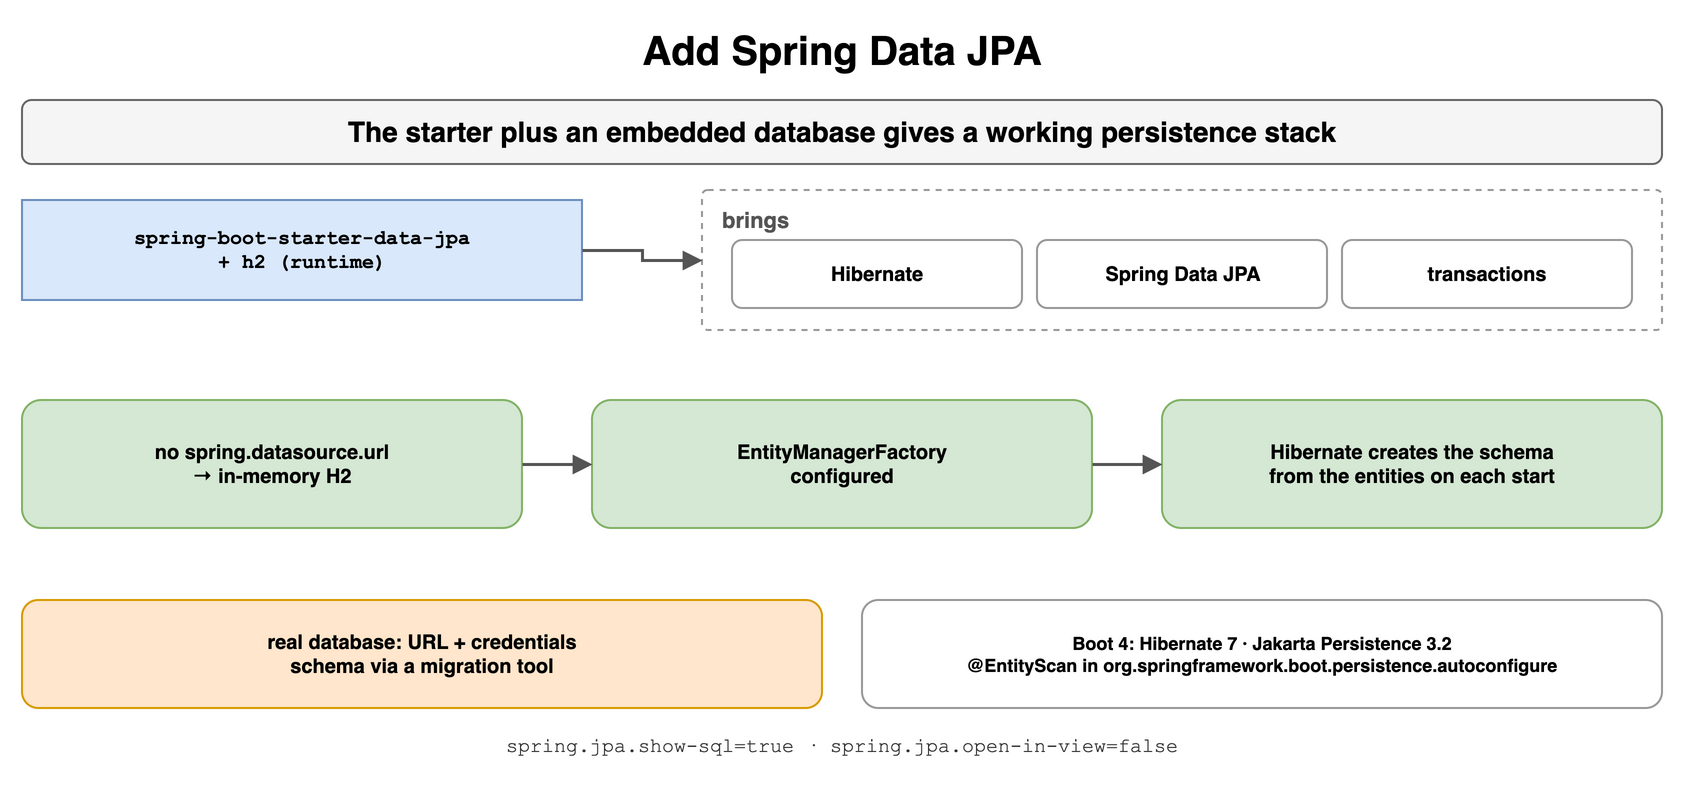 Add Spring Data JPA
The starter plus an embedded database gives a working persistence stack
spring-boot-starter-data-jpa
+ h2 (runtime)
brings
Hibernate
Spring Data JPA
transactions
no spring.datasource.url
→ in-memory H2
EntityManagerFactory
configured
Hibernate creates the schema
from the entities on each start
real database: URL + credentials
schema via a migration tool
Boot 4: Hibernate 7 · Jakarta Persistence 3.2
@EntityScan in org.springframework.boot.persistence.autoconfigure
spring.jpa.show-sql=true · spring.jpa.open-in-view=false